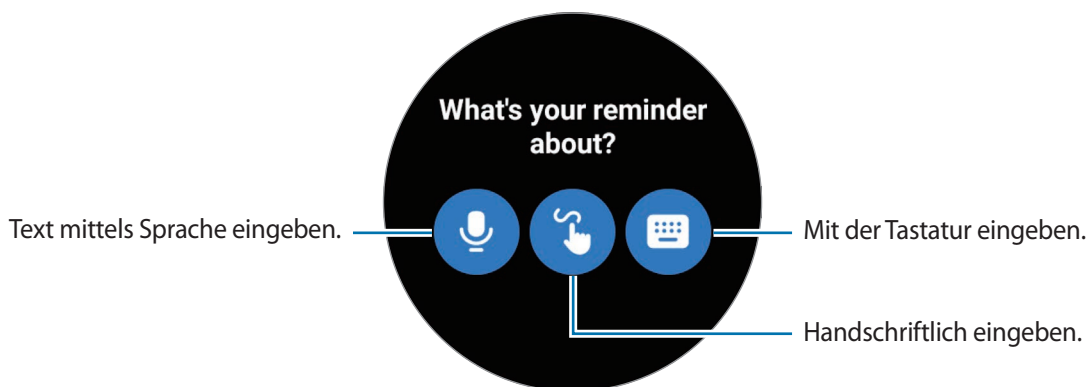 What's your reminder
about?
Text mittels Sprache eingeben.
Mit der Tastatur eingeben.
Handschriftlich eingeben.